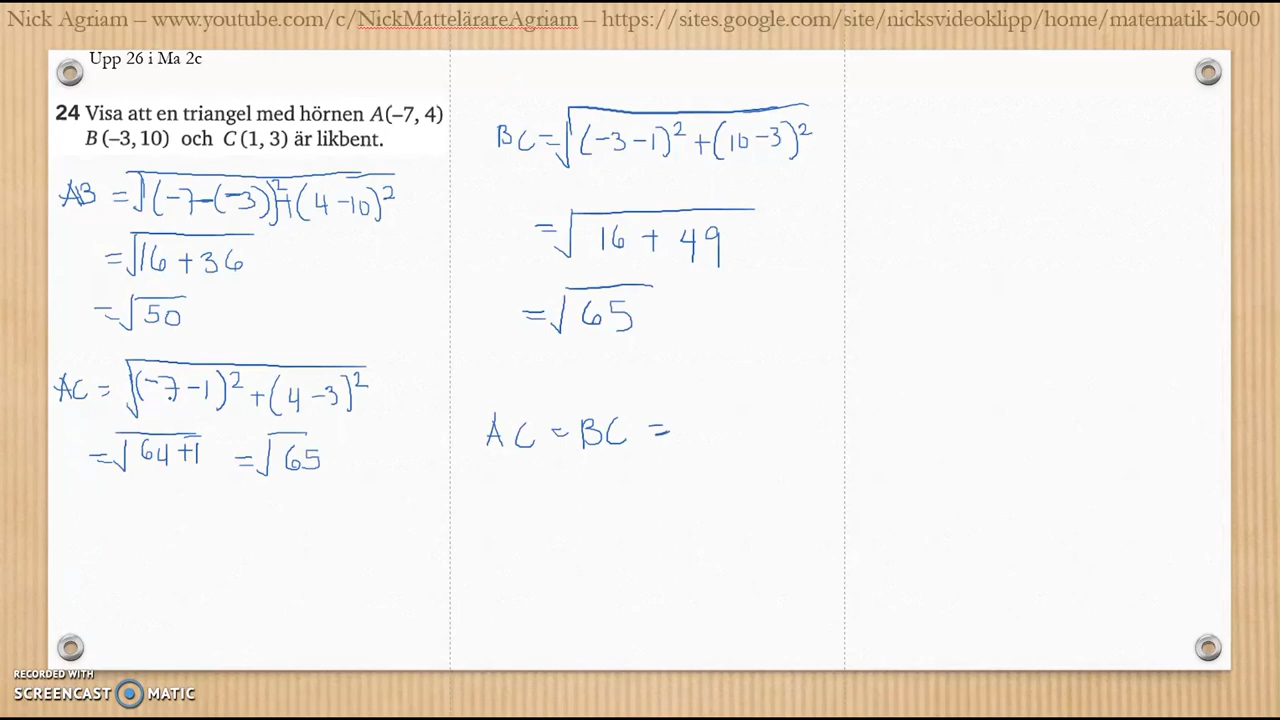 Nick Agriam – www.youtube.com/c/NickMattelärareAgriam – https://sites.google.com/site/nicksvideoklipp/home/matematik-5000
Upp 26 i Ma 2c
24 Visa att en triangel med hörnen A(–7, 4)
B(–3, 10) och C(1, 3) är likbent.
AB = √((-7-(-3))² + (4-10)²)
= √(16 + 36)
= √50
AC = √((-7-1)² + (4-3)²)
= √(64+1) = √65
BC = √((-3-1)² + (10-3)²)
= √(16 + 49)
= √65
AC = BC =
RECORDED WITH
SCREENCAST MATIC